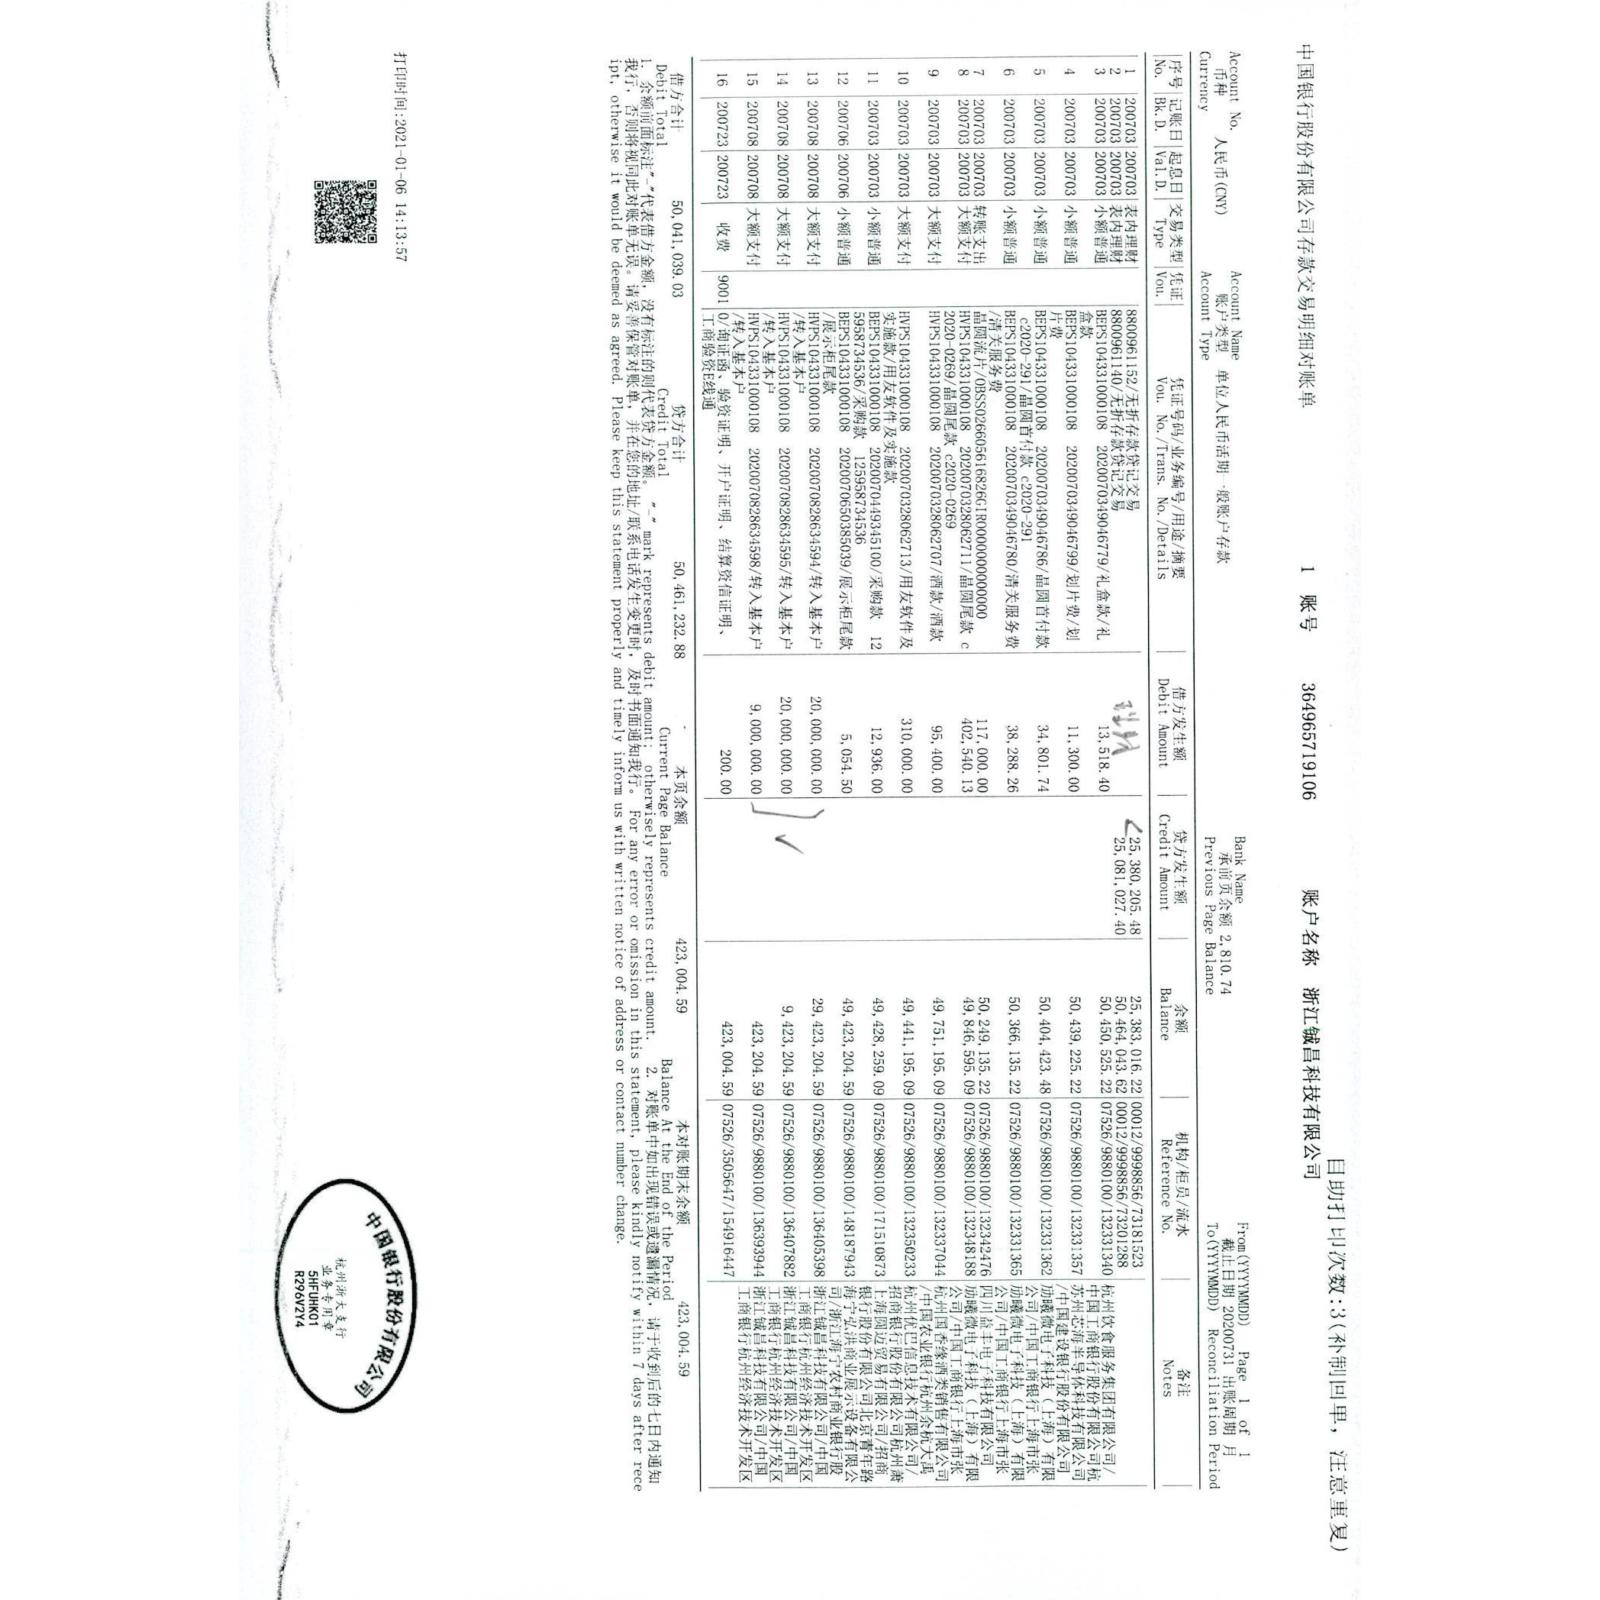 自助打印次数:3(补制回单, 注意重复)
中国银行股份有限公司存款交易明细对账单 1 账号 364965719106 账户名称 浙江铖昌科技有限公司
Account No. Account Name Bank Name From(YYYYMMDD) Page 1 of 1
币种 人民币(CNY) 账户类型 单位人民币活期一般账户存款 承前页余额 2,810.74 截止日期 20200731 出账周期 月
Currency Account Type Previous Page Balance To(YYYYMMDD) Reconciliation Period
序号 记账日 起息日 交易类型 凭证 凭证号码/业务编号/用途/摘要 借方发生额 贷方发生额 余额 机构/柜员/流水 备注
No. Bk.D. Val.D. Type Vou. Vou. No./Trans. No./Details Debit Amount Credit Amount Balance Reference No. Notes
1 200703 200703 表内理财 8800961152/无折存款贷记交易 25,380,205.48 25,383,016.22 00012/9998856/73181523
2 200703 200703 表内理财 8800961140/无折存款贷记交易 25,081,027.40 50,464,043.62 00012/9998856/73201288
3 200703 200703 小额普通 BEPS104331000108 2020070349046779/礼盒款/礼 13,518.40 50,450,525.22 07526/9880100/132331340 杭州饮食服务集团有限公司/
盒款 中国工商银行股份有限公司杭
4 200703 200703 小额普通 BEPS104331000108 2020070349046799/划片费/划 11,300.00 50,439,225.22 07526/9880100/132331357 苏州芯海半导体科技有限公司
片费 /中国建设银行股份有限公司
5 200703 200703 小额普通 BEPS104331000108 2020070349046786/晶圆首付款 34,801.74 50,404,423.48 07526/9880100/132331362 励曦微电子科技（上海）有限
c2020-291/晶圆首付款 c2020-291 公司/中国工商银行上海市张
6 200703 200703 小额普通 BEPS104331000108 2020070349046780/清关服务费 38,288.26 50,366,135.22 07526/9880100/132331365 励曦微电子科技（上海）有限
/清关服务费 公司/中国工商银行上海市张
7 200703 200703 转账支出 晶圆流片/OBSS026605616826GIR0000000000000 117,000.00 50,249,135.22 07526/9880100/132342476 四川益丰电子科技有限公司
8 200703 200703 大额支付 HVPS104331000108 2020070328062711/晶圆尾款 c 402,540.13 49,846,595.09 07526/9880100/132348188 励曦微电子科技（上海）有限
2020-0269/晶圆尾款 c2020-0269 公司/中国工商银行上海市张
9 200703 200703 大额支付 HVPS104331000108 2020070328062707/酒款/酒款 95,400.00 49,751,195.09 07526/9880100/132337044 杭州国香缘酒类销售有限公司
/中国农业银行杭州余杭大禹
10 200703 200703 大额支付 HVPS104331000108 2020070328062713/用友软件及 310,000.00 49,441,195.09 07526/9880100/132350233 杭州优巴信息技术有限公司/
实施款/用友软件及实施款 招商银行股份有限公司杭州萧
11 200703 200703 小额普通 BEPS104331000108 2020070449345100/采购款 12 12,936.00 49,428,259.09 07526/9880100/171510873 上海圆迈贸易有限公司/招商
5958734536/采购款 125958734536 银行股份有限公司北京青年路
12 200706 200706 小额普通 BEPS104331000108 2020070650385039/展示柜尾款 5,054.50 49,423,204.59 07526/9880100/148187943 海宁弘洪商业展示设备有限公
/展示柜尾款 司/浙江海宁农村商业银行股
13 200708 200708 大额支付 HVPS104331000108 2020070828634594/转入基本户 20,000,000.00 29,423,204.59 07526/9880100/136405398 浙江铖昌科技有限公司/中国
/转入基本户 工商银行杭州经济技术开发区
14 200708 200708 大额支付 HVPS104331000108 2020070828634595/转入基本户 20,000,000.00 9,423,204.59 07526/9880100/136407882 浙江铖昌科技有限公司/中国
/转入基本户 工商银行杭州经济技术开发区
15 200708 200708 大额支付 HVPS104331000108 2020070828634598/转入基本户 9,000,000.00 423,204.59 07526/9880100/136393944 浙江铖昌科技有限公司/中国
/转入基本户 工商银行杭州经济技术开发区
16 200723 200723 收费 9001 0/询证函、验资证明、开户证明、结算资信证明、 200.00 423,004.59 07526/3505647/154916447
工商验资E线通
借方合计 50,041,039.03 贷方合计 50,461,232.88 本页余额 423,004.59 本对账期末余额 423,004.59
Debit Total Credit Total Current Page Balance Balance At the End of the Period
1. 余额前面标注"-"代表借方金额, 没有标注的则代表贷方金额。 "-" mark represents debit amount; otherwisely represents credit amount. 2. 对账单中如出现错误或遗漏情况, 请于收到后的七日内通知
我行, 否则将视同此对账单无误。请妥善保管对账单, 并在您的地址/联系电话发生变更时, 及时书面通知我行。 For any error or omission in this statement, please kindly notify within 7 days after rece
ipt, otherwise it would be deemed as agreed. Please keep this statement properly and timely inform us with written notice of address or contact number change.
打印时间:2021-01-06 14:13:57
中国银行股份有限公司
杭州浙大支行
业务专用章
5HFUHK01
R296V2Y4